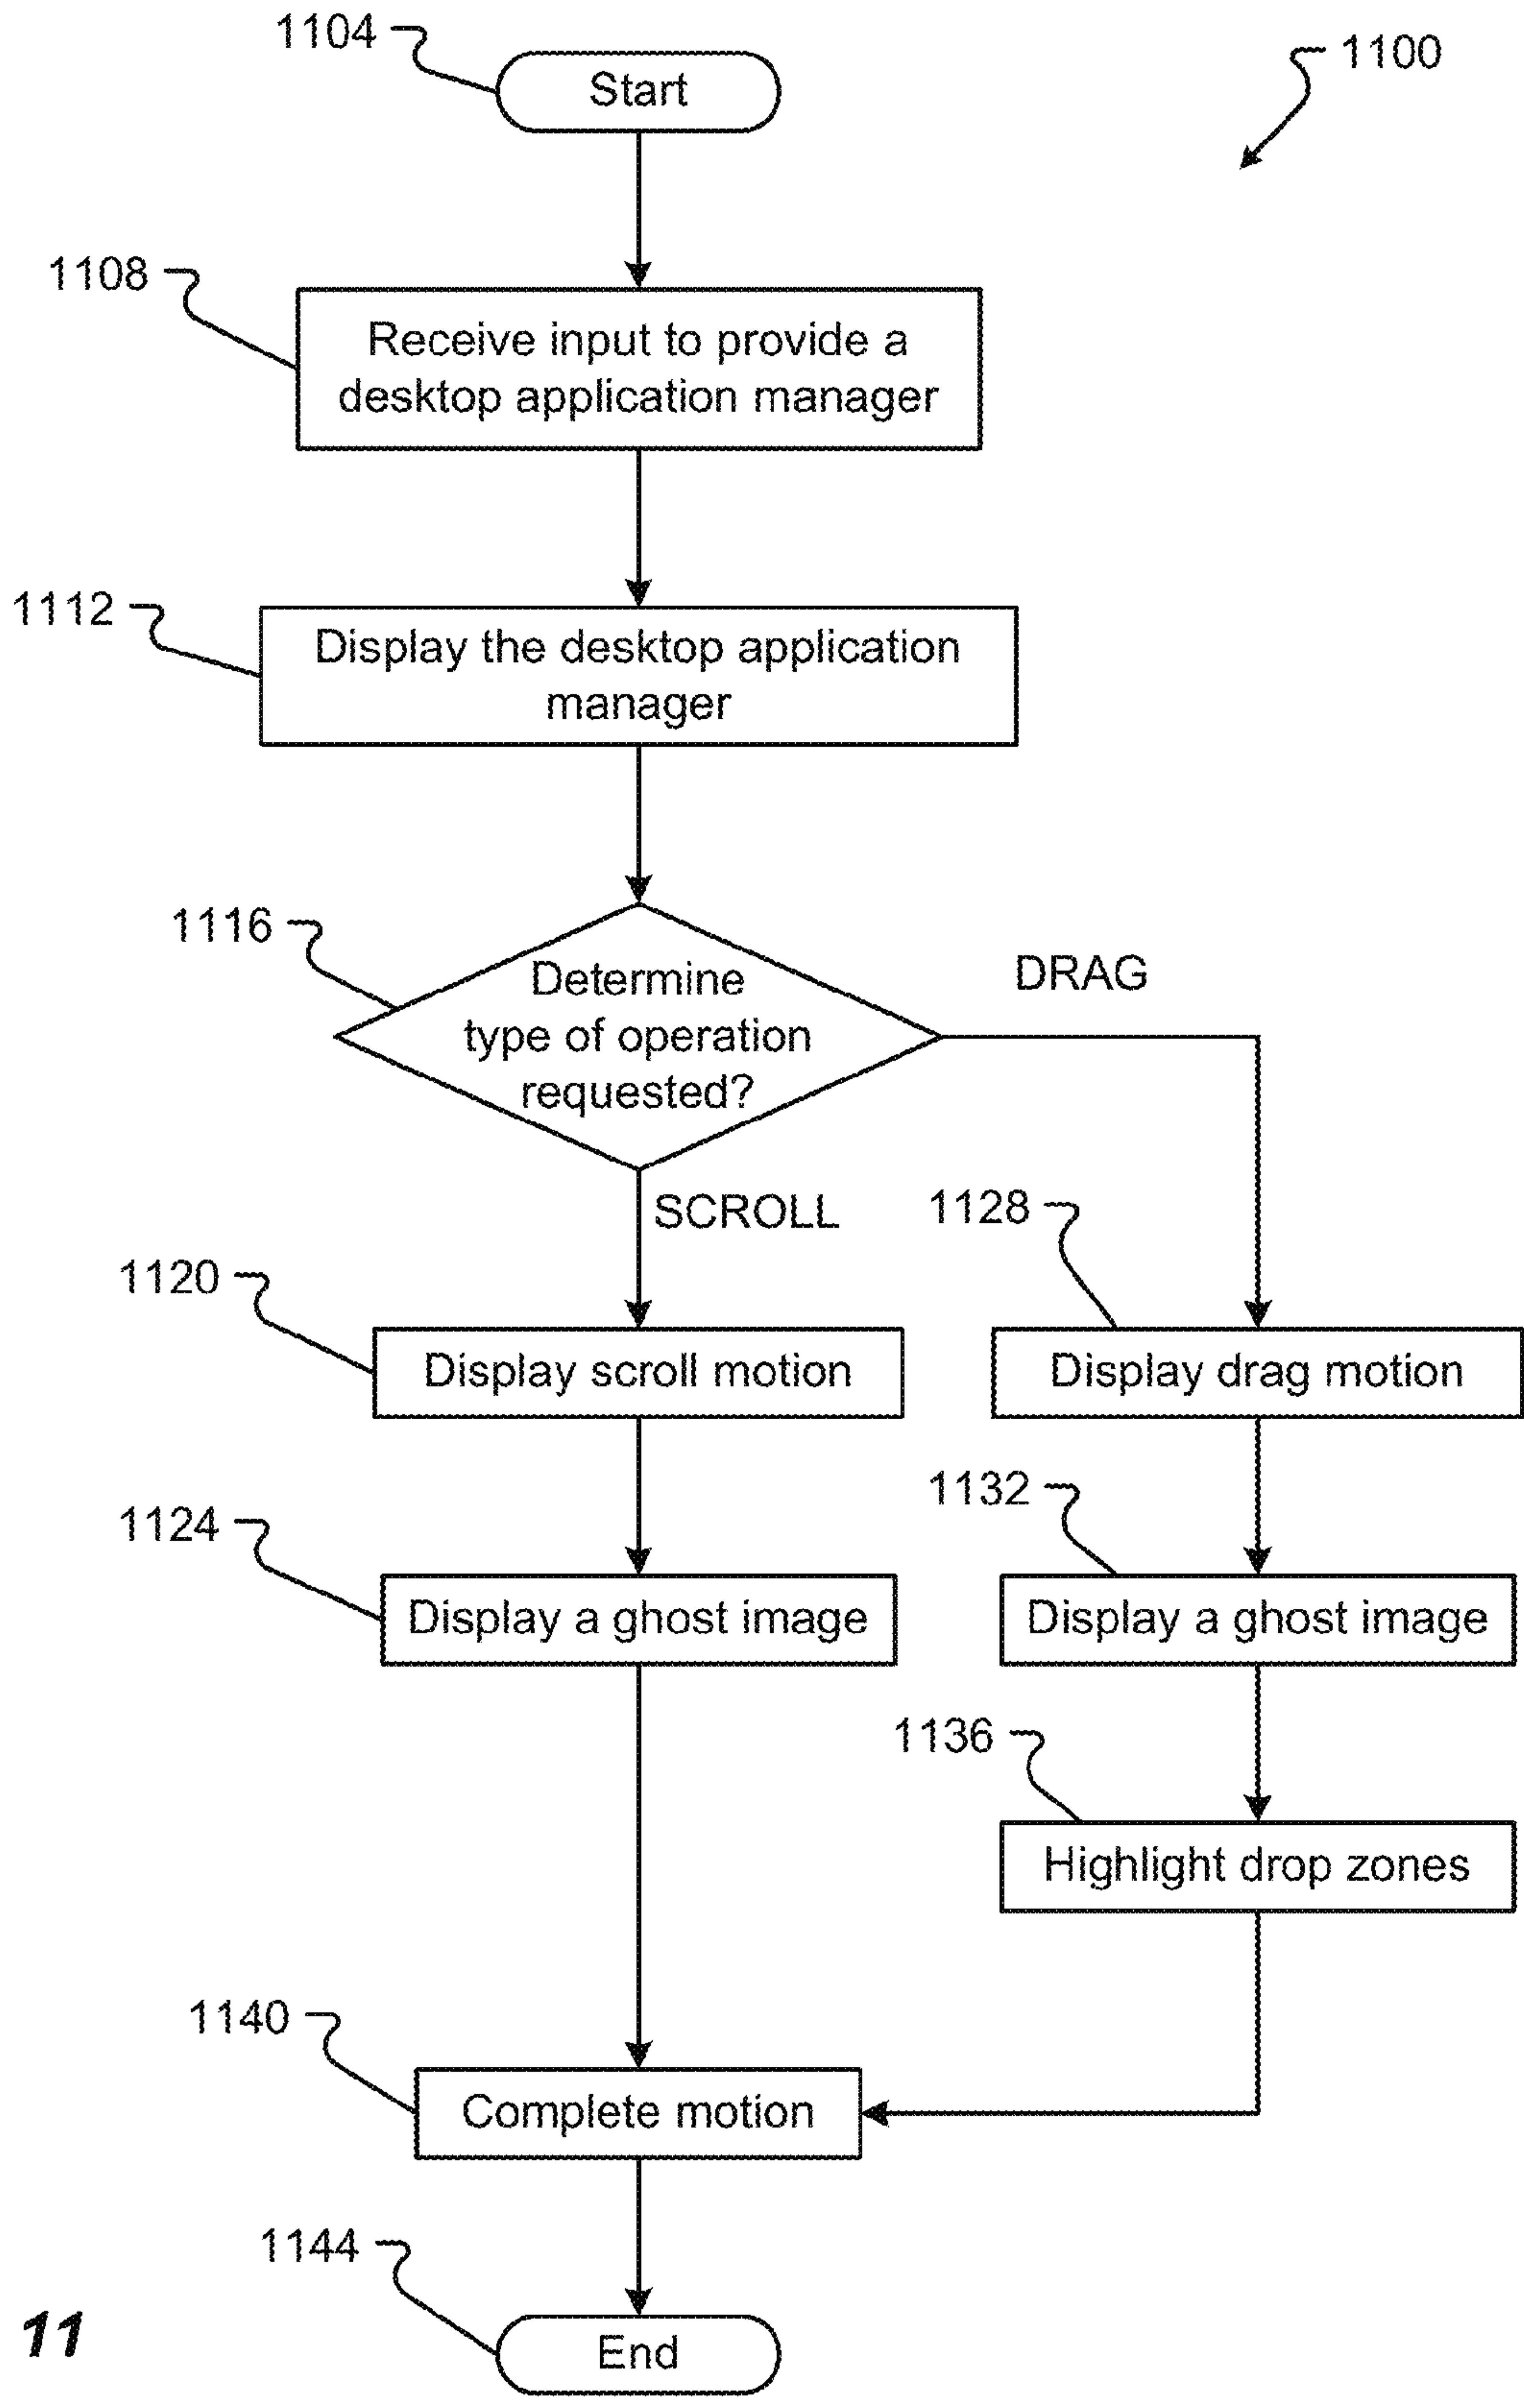 1104
Start
1100
1108
Receive input to provide a
desktop application manager
1112
Display the desktop application
manager
1116
Determine
type of operation
requested?
DRAG
SCROLL
1128
1120
Display scroll motion
Display drag motion
1132
1124
Display a ghost image
Display a ghost image
1136
Highlight drop zones
1140
Complete motion
1144
End
11